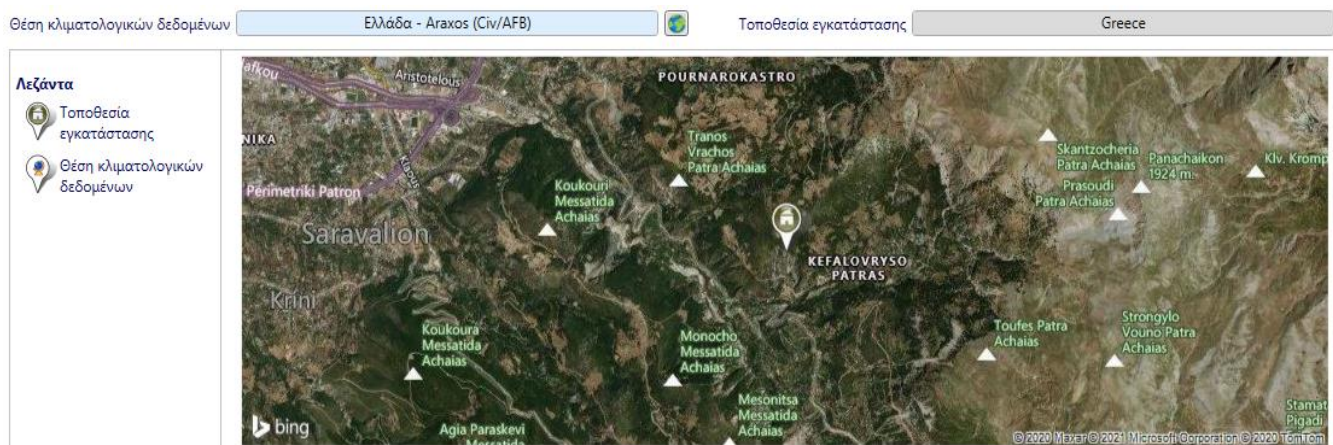 Θέση κλιματολογικών δεδομένων
Ελλάδα - Araxos (Civ/AFB)
Τοποθεσία εγκατάστασης
Greece
Λεζάντα
Τοποθεσία
εγκατάστασης
Θέση κλιματολογικών
δεδομένων
Aristotelous
POURNAROKASTRO
Tranos
Vrachos
Patra Achaias
Skantzocheria
Patra Achaias
Panachaikon
1924 m.
Klv. Kromp
Prasoudi
Patra Achaias
Perimetriki Patron
Koukouri
Messatida
Achaias
Saravalion
KEFALOVRYSO
PATRAS
Krini
Koukoura
Messatida
Achaias
Monocho
Messatida
Achaias
Toufes Patra
Achaias
Strongylo
Vouno Patra
Achaias
Mesonitsa
Messatida
Achaias
Stamat
Pigadi
bing
Agia Paraskevi
Messatida
© 2020 Maxar © 2021 Microsoft Corporation © 2020 TomTom